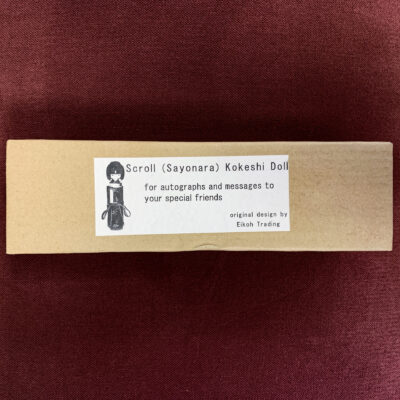 Scroll (Sayonara) Kokeshi Doll
for autographs and messages to
your special friends
original design by
Eikoh Trading